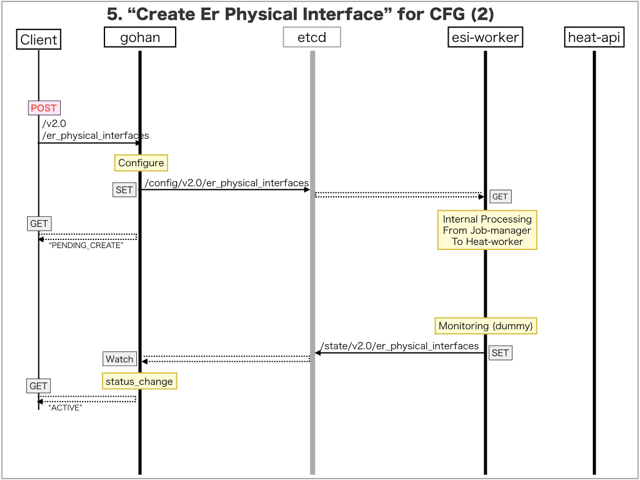 5. “Create Er Physical Interface” for CFG (2)
Client
gohan
etcd
esi-worker
heat-api
POST
/v2.0
/er_physical_interfaces
Configure
SET
/config/v2.0/er_physical_interfaces
GET
Internal Processing
From Job-manager
To Heat-worker
GET
"PENDING_CREATE"
Monitoring (dummy)
/state/v2.0/er_physical_interfaces
SET
Watch
status_change
GET
"ACTIVE"